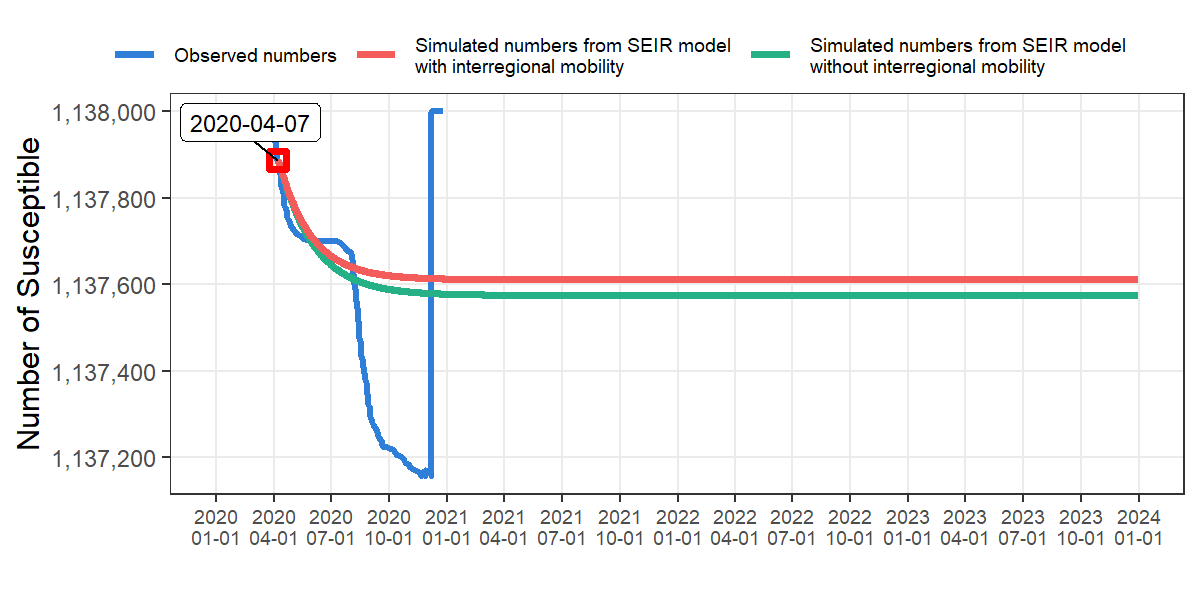 Observed numbers
Simulated numbers from SEIR model
with interregional mobility
Simulated numbers from SEIR model
without interregional mobility
Number of Susceptible
1,138,000
1,137,800
1,137,600
1,137,400
1,137,200
2020-04-07
2020 2020 2020 2020 2021 2021 2021 2021 2022 2022 2022 2022 2023 2023 2023 2023 2024
01-01 04-01 07-01 10-01 01-01 04-01 07-01 10-01 01-01 04-01 07-01 10-01 01-01 04-01 07-01 10-01 01-01